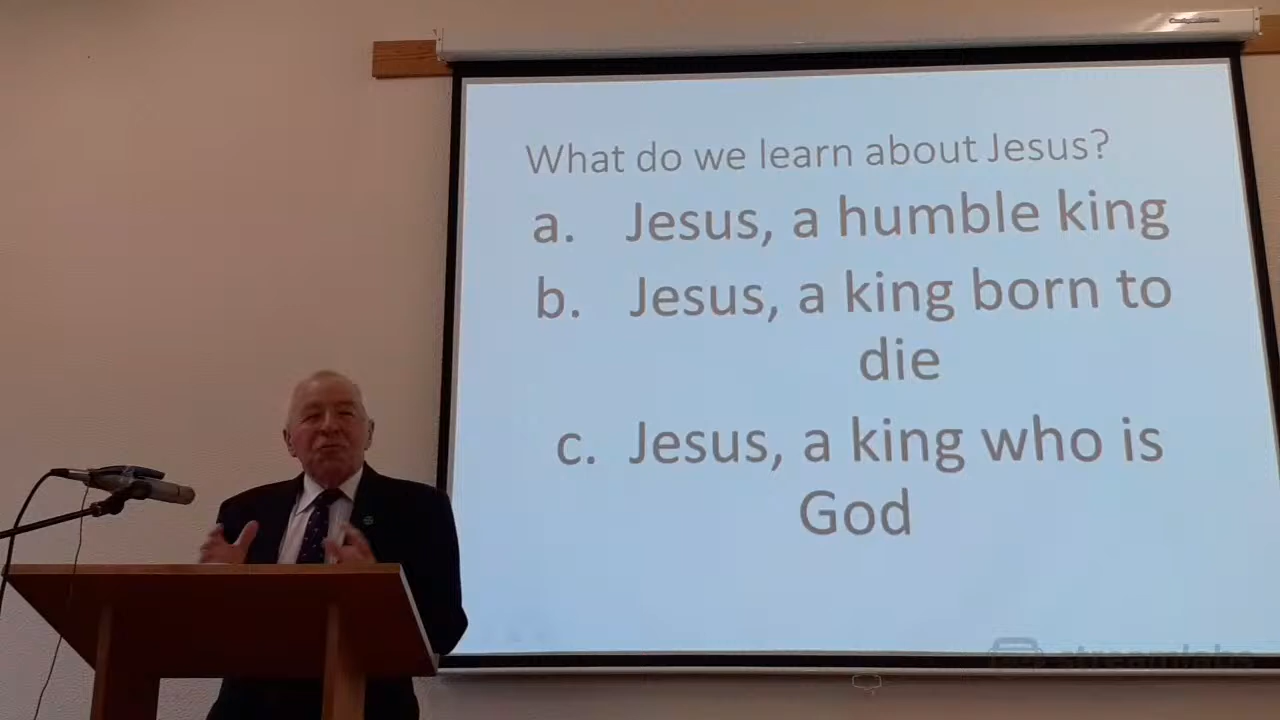 What do we learn about Jesus?
a. Jesus, a humble king
b. Jesus, a king born to
die
c. Jesus, a king who is
God
streamlabs